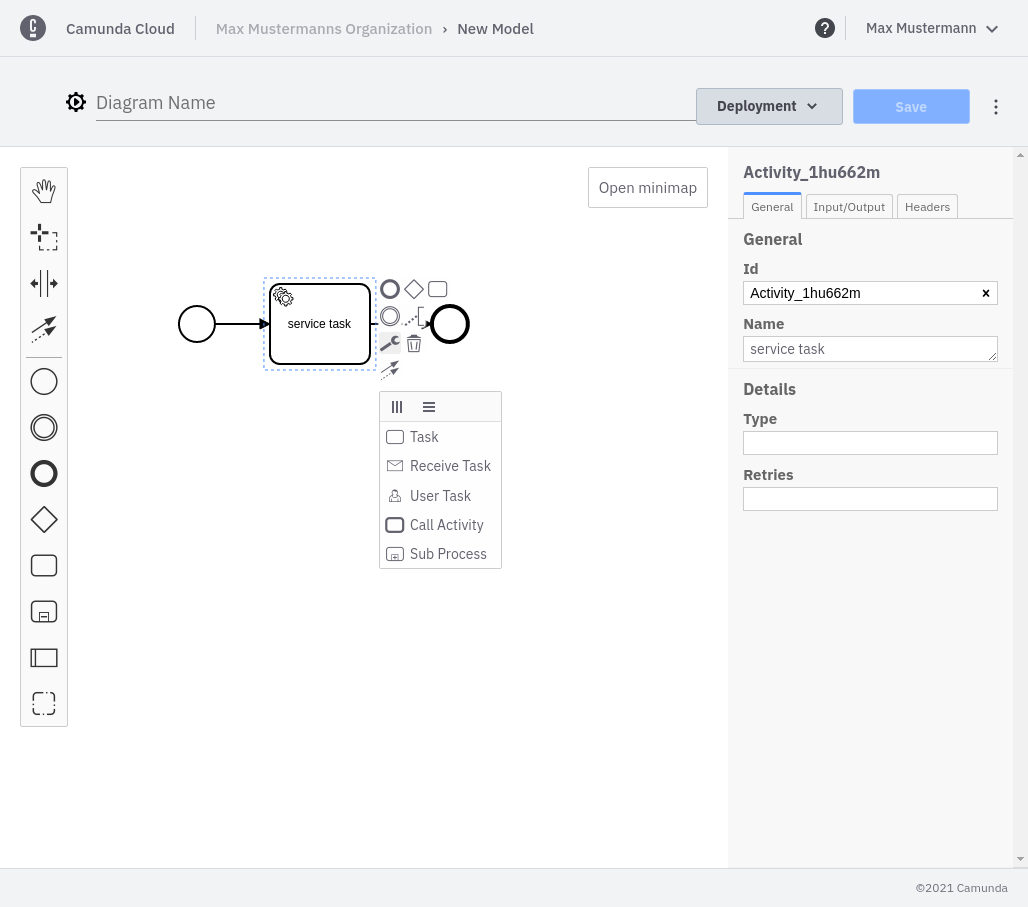 Camunda Cloud
Max Mustermanns Organization › New Model
Max Mustermann
Diagram Name
Deployment
Save
Open minimap
service task
Task
Receive Task
User Task
Call Activity
Sub Process
Activity_1hu662m
General
Input/Output
Headers
General
Id
Activity_1hu662m
Name
service task
Details
Type
Retries
©2021 Camunda